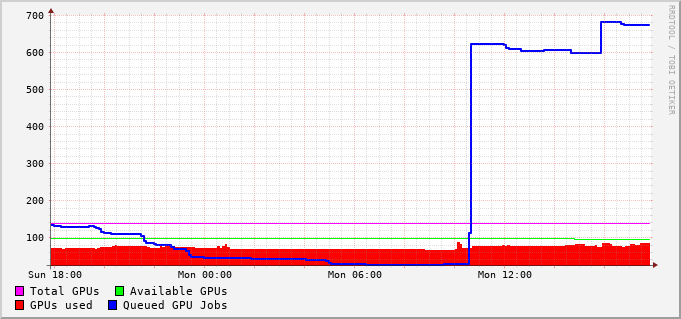 700
600
500
400
300
200
100
Sun 18:00 Mon 00:00 Mon 06:00 Mon 12:00
Total GPUs Available GPUs
GPUs used Queued GPU Jobs
RRDTOOL / TOBI OETIKER